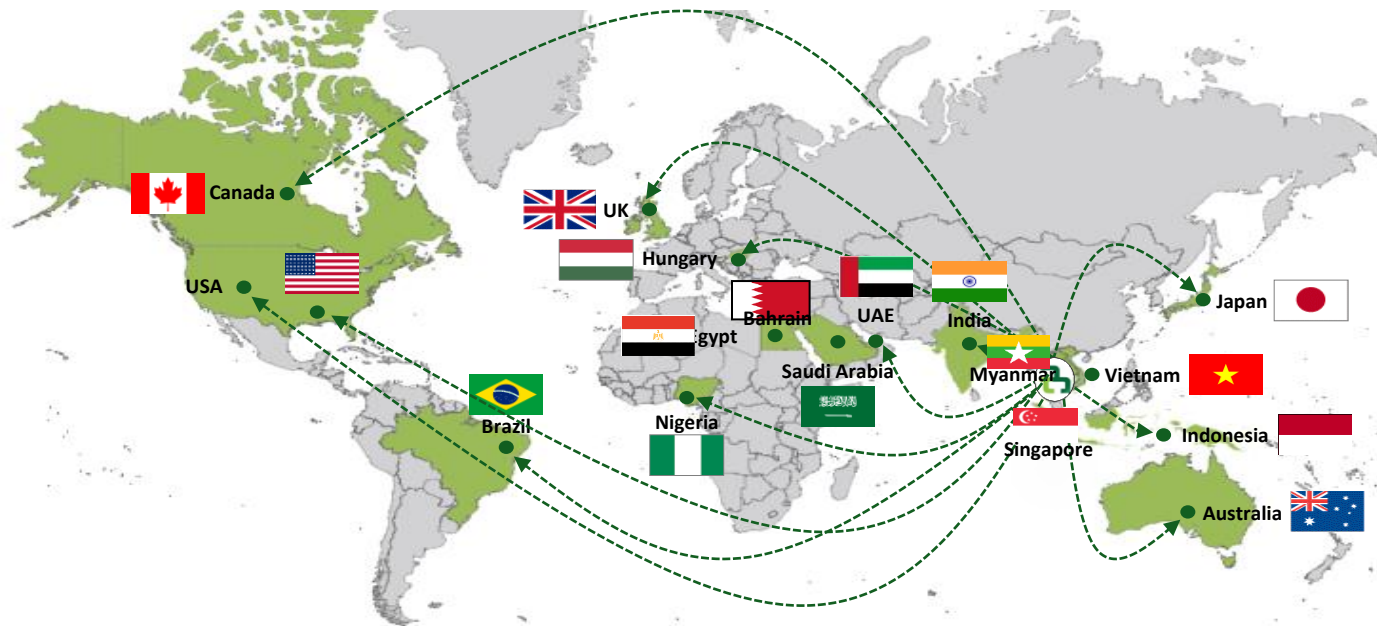 Canada
UK
Hungary
USA
UAE
India
Japan
Bahrain
Egypt
Saudi Arabia
Myanmar
Vietnam
Brazil
Nigeria
Singapore
Indonesia
Australia